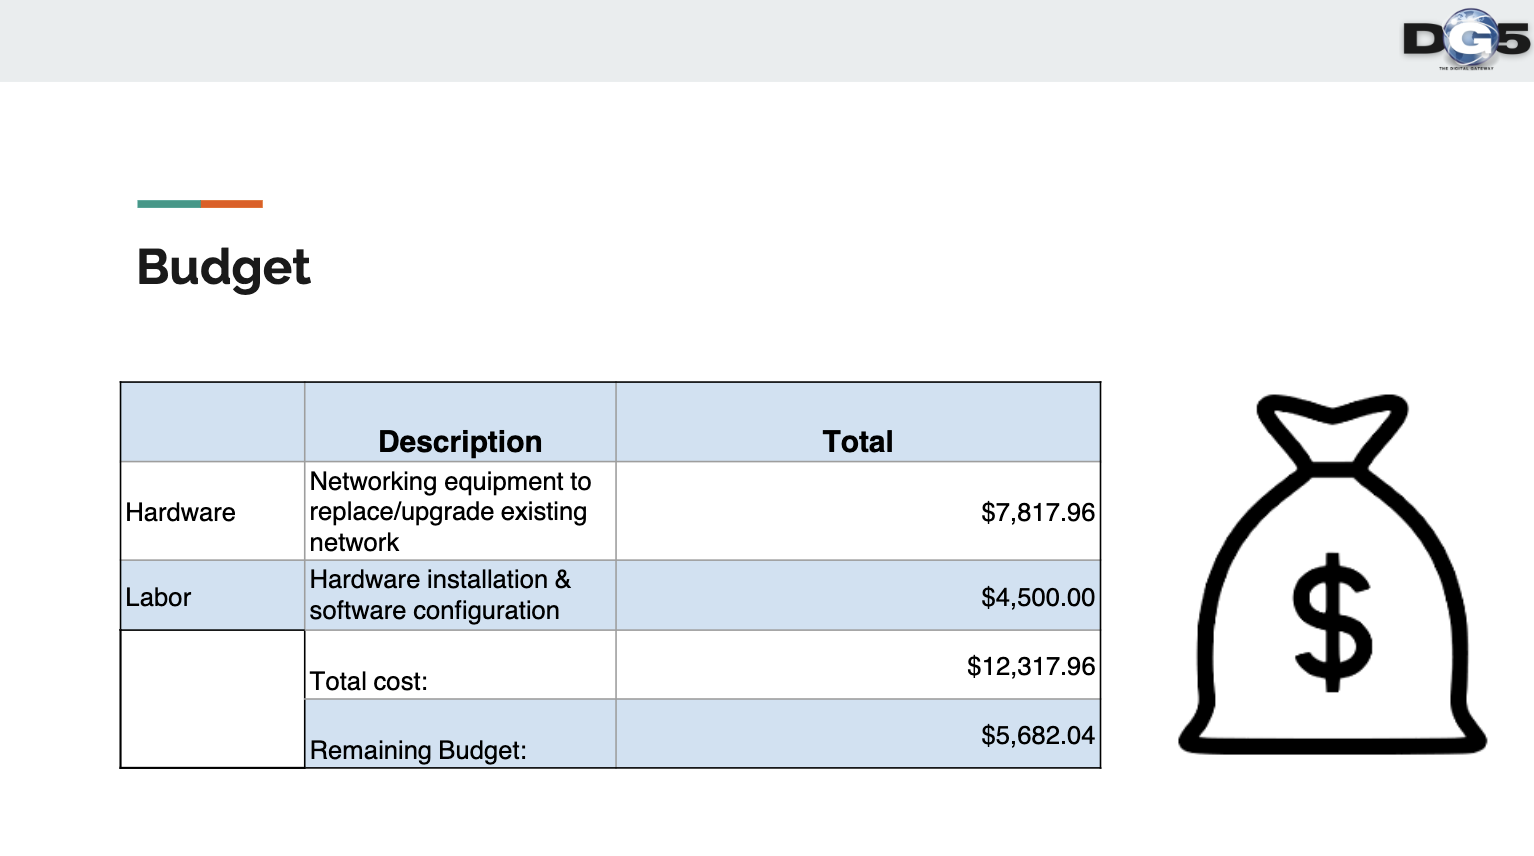 DG5
THE DIGITAL GATEWAY
Budget
Description Total
Hardware
Networking equipment to
replace/upgrade existing
network
$7,817.96
Labor
Hardware installation &
software configuration
$4,500.00
Total cost:
$12,317.96
Remaining Budget:
$5,682.04
$